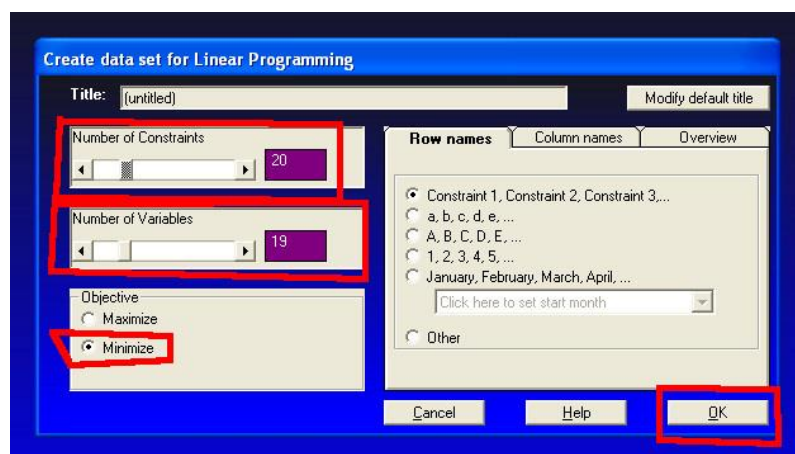 Create data set for Linear Programming
Title: (untitled)
Modify default title
Number of Constraints
20
Number of Variables
19
Objective
Maximize
Minimize
Row names Column names Overview
Constraint 1, Constraint 2, Constraint 3,...
a, b, c, d, e, ...
A, B, C, D, E, ...
1, 2, 3, 4, 5, ...
January, February, March, April, ...
Click here to set start month
Other
Cancel Help OK